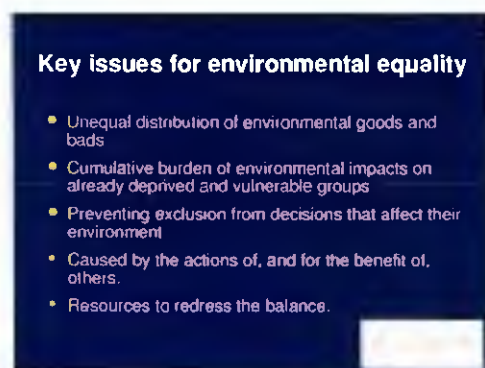 Key issues for environmental equality
• Unequal distribution of environmental goods and
bads
• Cumulative burden of environmental impacts on
already deprived and vulnerable groups
• Preventing exclusion from decisions that affect their
environment
• Caused by the actions of, and for the benefit of,
others.
• Resources to redress the balance.